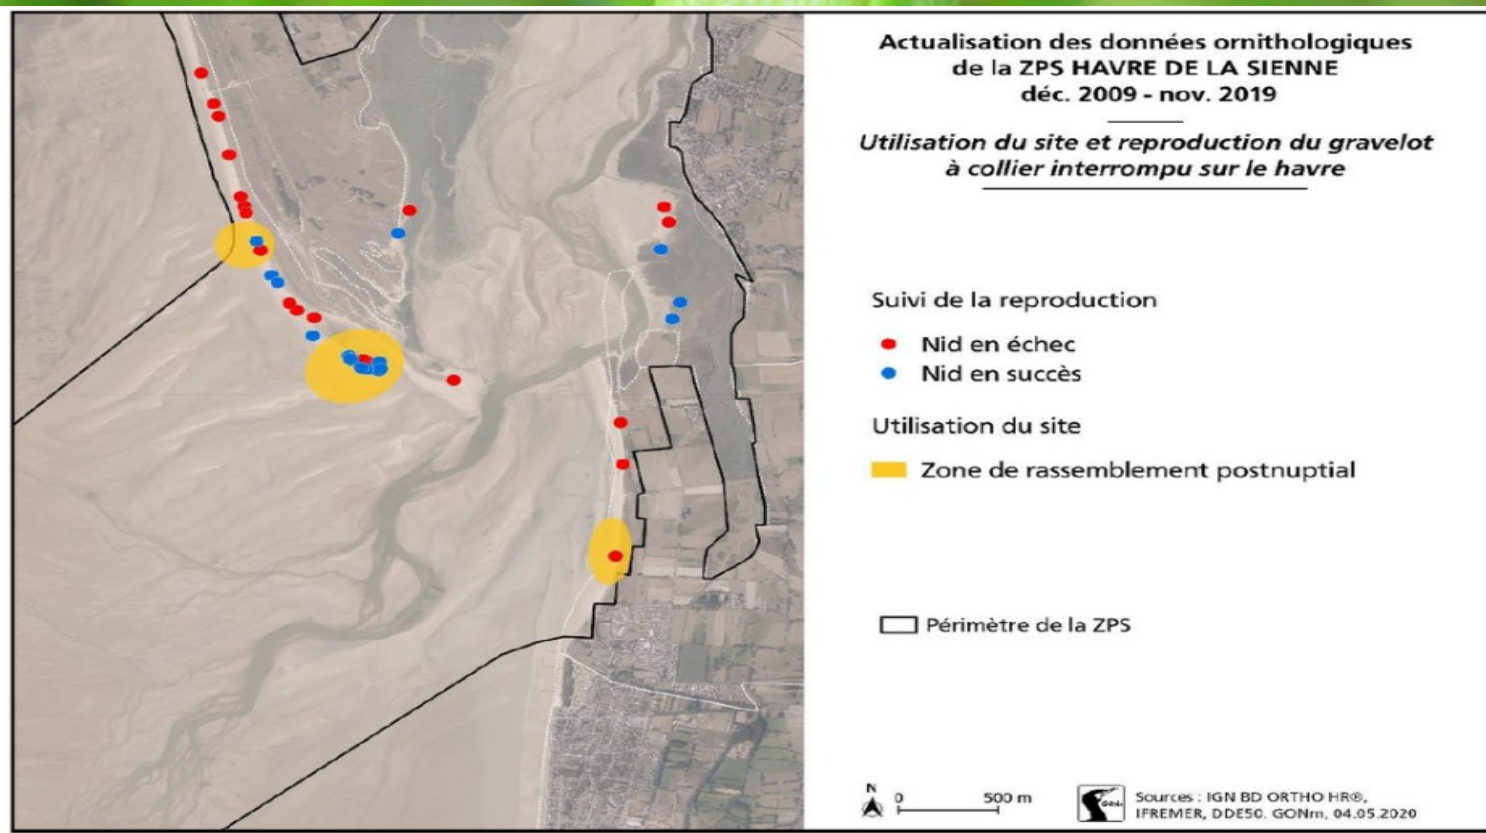 Actualisation des données ornithologiques
de la ZPS HAVRE DE LA SIENNE
déc. 2009 - nov. 2019
Utilisation du site et reproduction du gravelot
à collier interrompu sur le havre
Suivi de la reproduction
Nid en échec
Nid en succès
Utilisation du site
Zone de rassemblement postnuptial
Périmètre de la ZPS
N
0 500 m
Sources : IGN BD ORTHO HR®,
IFREMER, DDE50. GONm, 04.05.2020